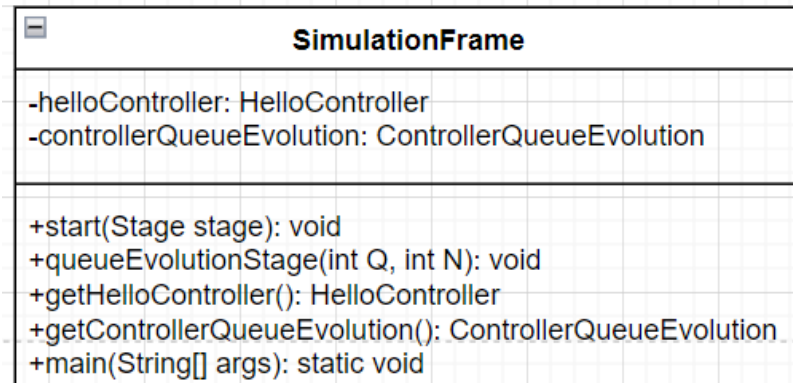 SimulationFrame
-helloController: HelloController
-controllerQueueEvolution: ControllerQueueEvolution
+start(Stage stage): void
+queueEvolutionStage(int Q, int N): void
+getHelloController(): HelloController
+getControllerQueueEvolution(): ControllerQueueEvolution
+main(String[] args): static void